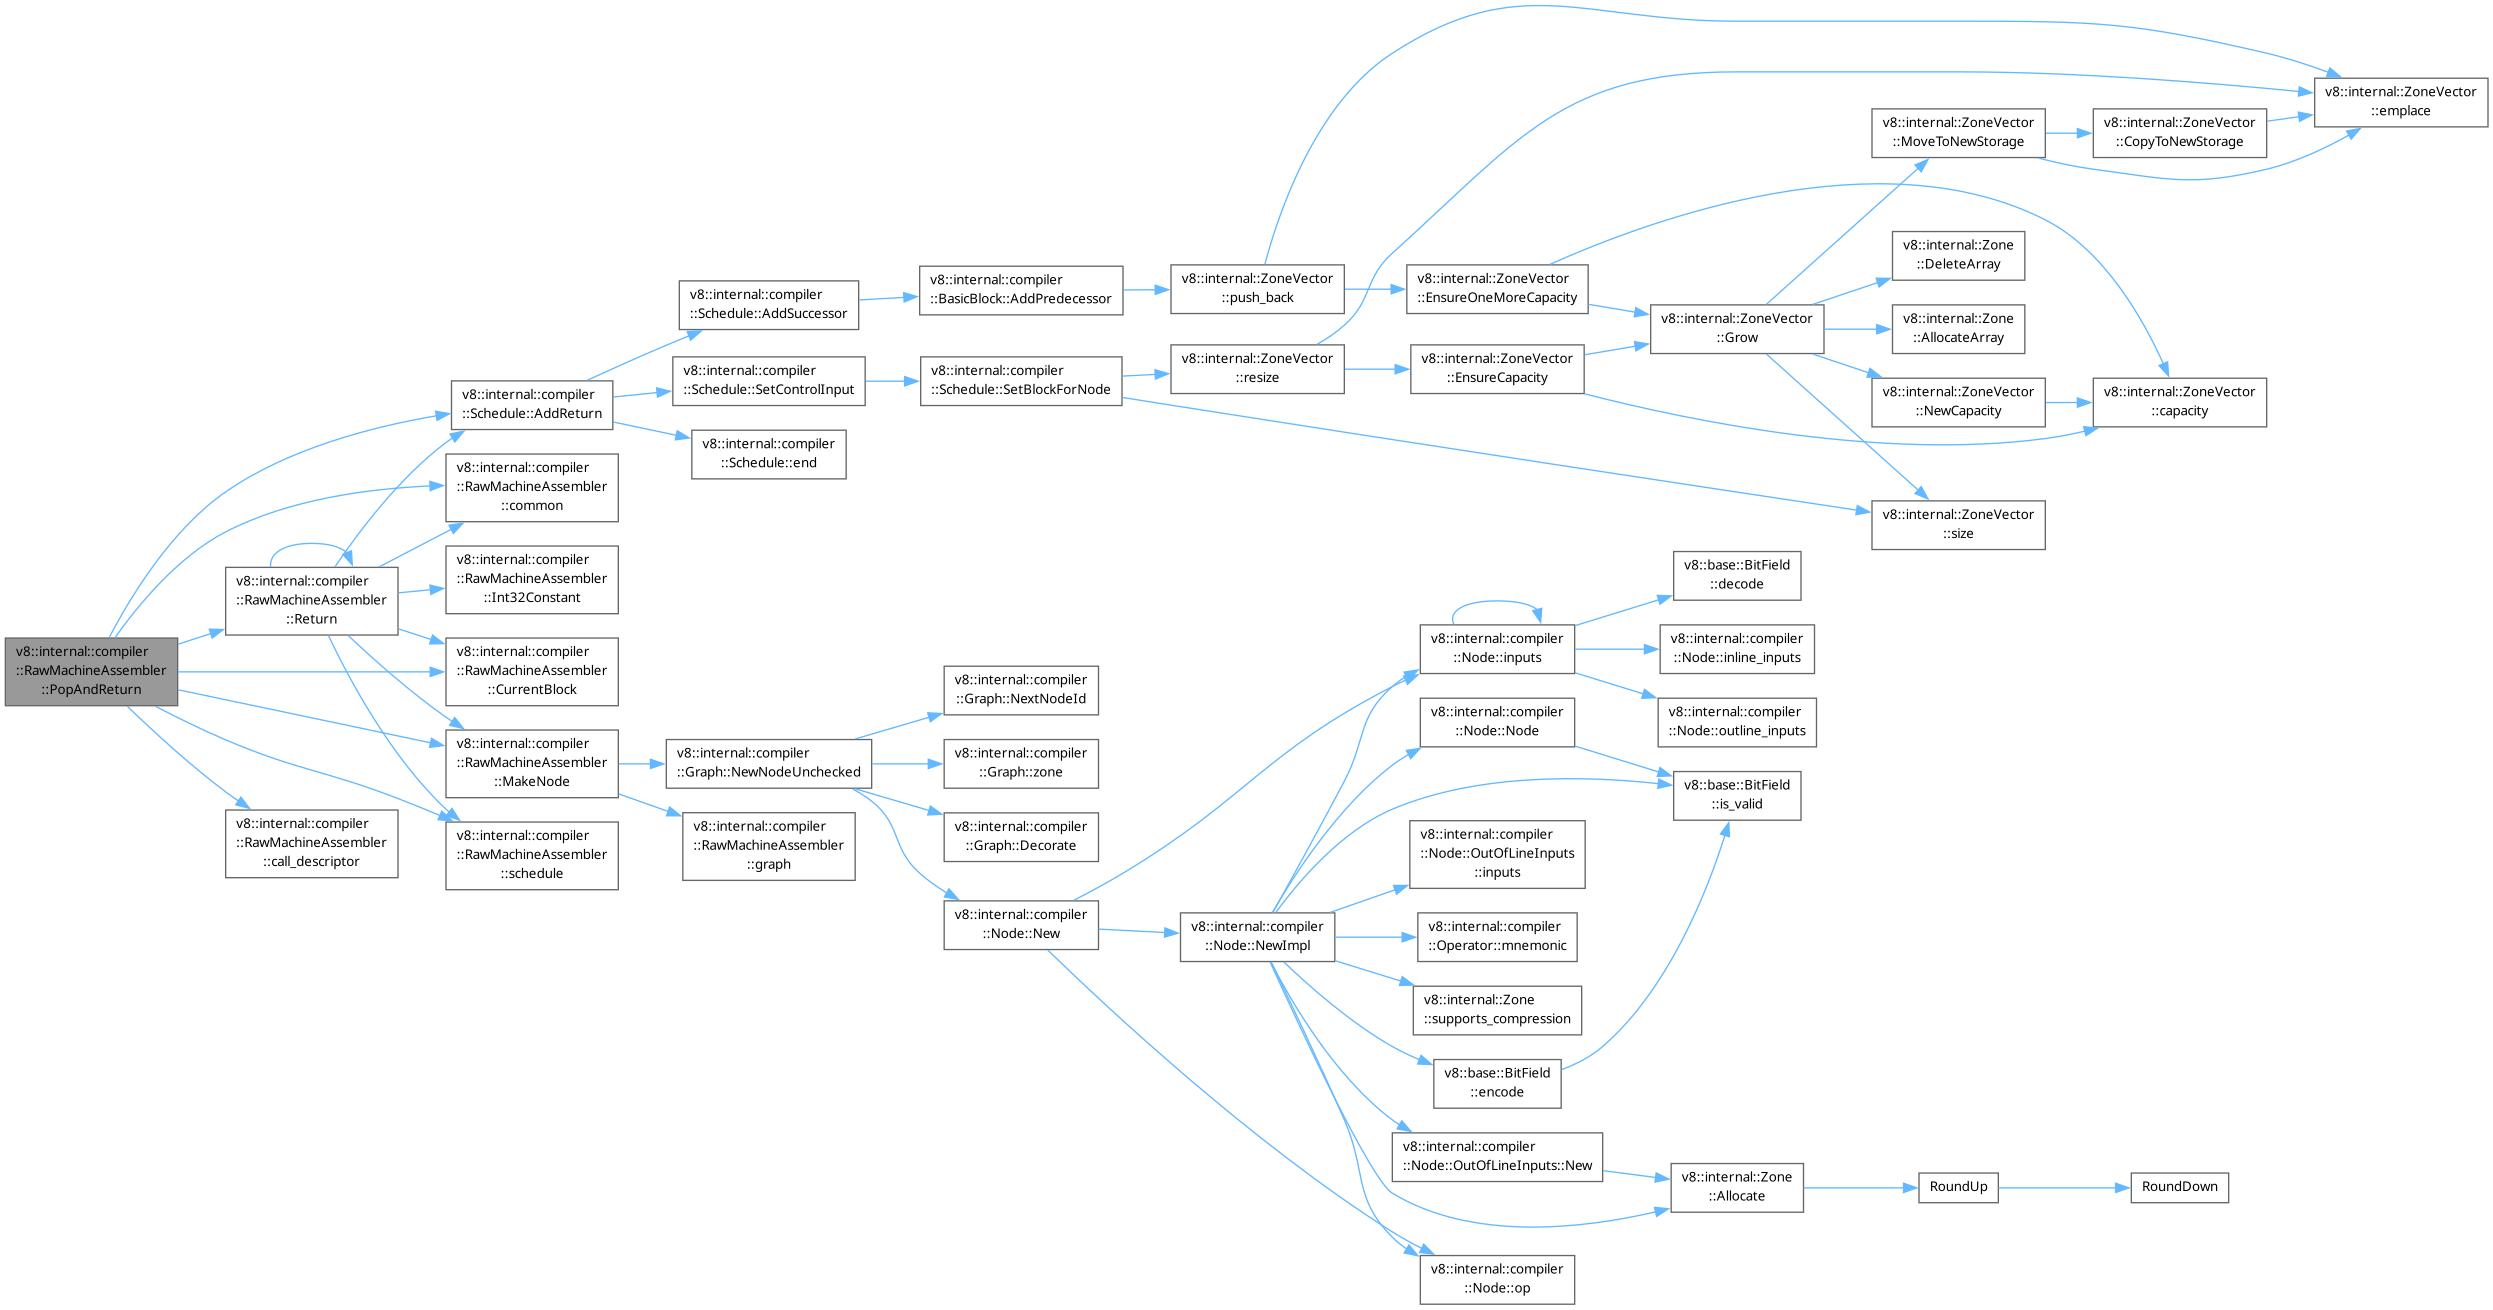 v8::internal::compiler
::RawMachineAssembler
::PopAndReturn
v8::internal::compiler
::RawMachineAssembler
::Return
v8::internal::compiler
::RawMachineAssembler
::call_descriptor
v8::internal::compiler
::Schedule::AddReturn
v8::internal::compiler
::RawMachineAssembler
::common
v8::internal::compiler
::RawMachineAssembler
::Int32Constant
v8::internal::compiler
::RawMachineAssembler
::CurrentBlock
v8::internal::compiler
::RawMachineAssembler
::MakeNode
v8::internal::compiler
::RawMachineAssembler
::schedule
v8::internal::compiler
::Schedule::AddSuccessor
v8::internal::compiler
::Schedule::SetControlInput
v8::internal::compiler
::Schedule::end
v8::internal::compiler
::Graph::NewNodeUnchecked
v8::internal::compiler
::RawMachineAssembler
::graph
v8::internal::compiler
::BasicBlock::AddPredecessor
v8::internal::compiler
::Schedule::SetBlockForNode
v8::internal::compiler
::Graph::NextNodeId
v8::internal::compiler
::Graph::zone
v8::internal::compiler
::Graph::Decorate
v8::internal::compiler
::Node::New
v8::internal::ZoneVector
::push_back
v8::internal::ZoneVector
::resize
v8::internal::compiler
::Node::NewImpl
v8::internal::ZoneVector
::EnsureOneMoreCapacity
v8::internal::ZoneVector
::EnsureCapacity
v8::internal::compiler
::Node::inputs
v8::internal::compiler
::Node::Node
v8::internal::compiler
::Node::OutOfLineInputs
::inputs
v8::internal::compiler
::Operator::mnemonic
v8::internal::Zone
::supports_compression
v8::base::BitField
::encode
v8::internal::compiler
::Node::OutOfLineInputs::New
v8::internal::compiler
::Node::op
v8::internal::ZoneVector
::Grow
v8::base::BitField
::decode
v8::internal::compiler
::Node::inline_inputs
v8::internal::compiler
::Node::outline_inputs
v8::base::BitField
::is_valid
v8::internal::Zone
::Allocate
v8::internal::ZoneVector
::MoveToNewStorage
v8::internal::Zone
::DeleteArray
v8::internal::Zone
::AllocateArray
v8::internal::ZoneVector
::NewCapacity
v8::internal::ZoneVector
::size
RoundUp
v8::internal::ZoneVector
::CopyToNewStorage
v8::internal::ZoneVector
::capacity
RoundDown
v8::internal::ZoneVector
::emplace